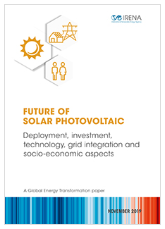 IRENA
FUTURE OF
SOLAR PHOTOVOLTAIC
Deployment, investment,
technology, grid integration and
socio-economic aspects
A Global Energy Transformation paper
NOVEMBER 2019